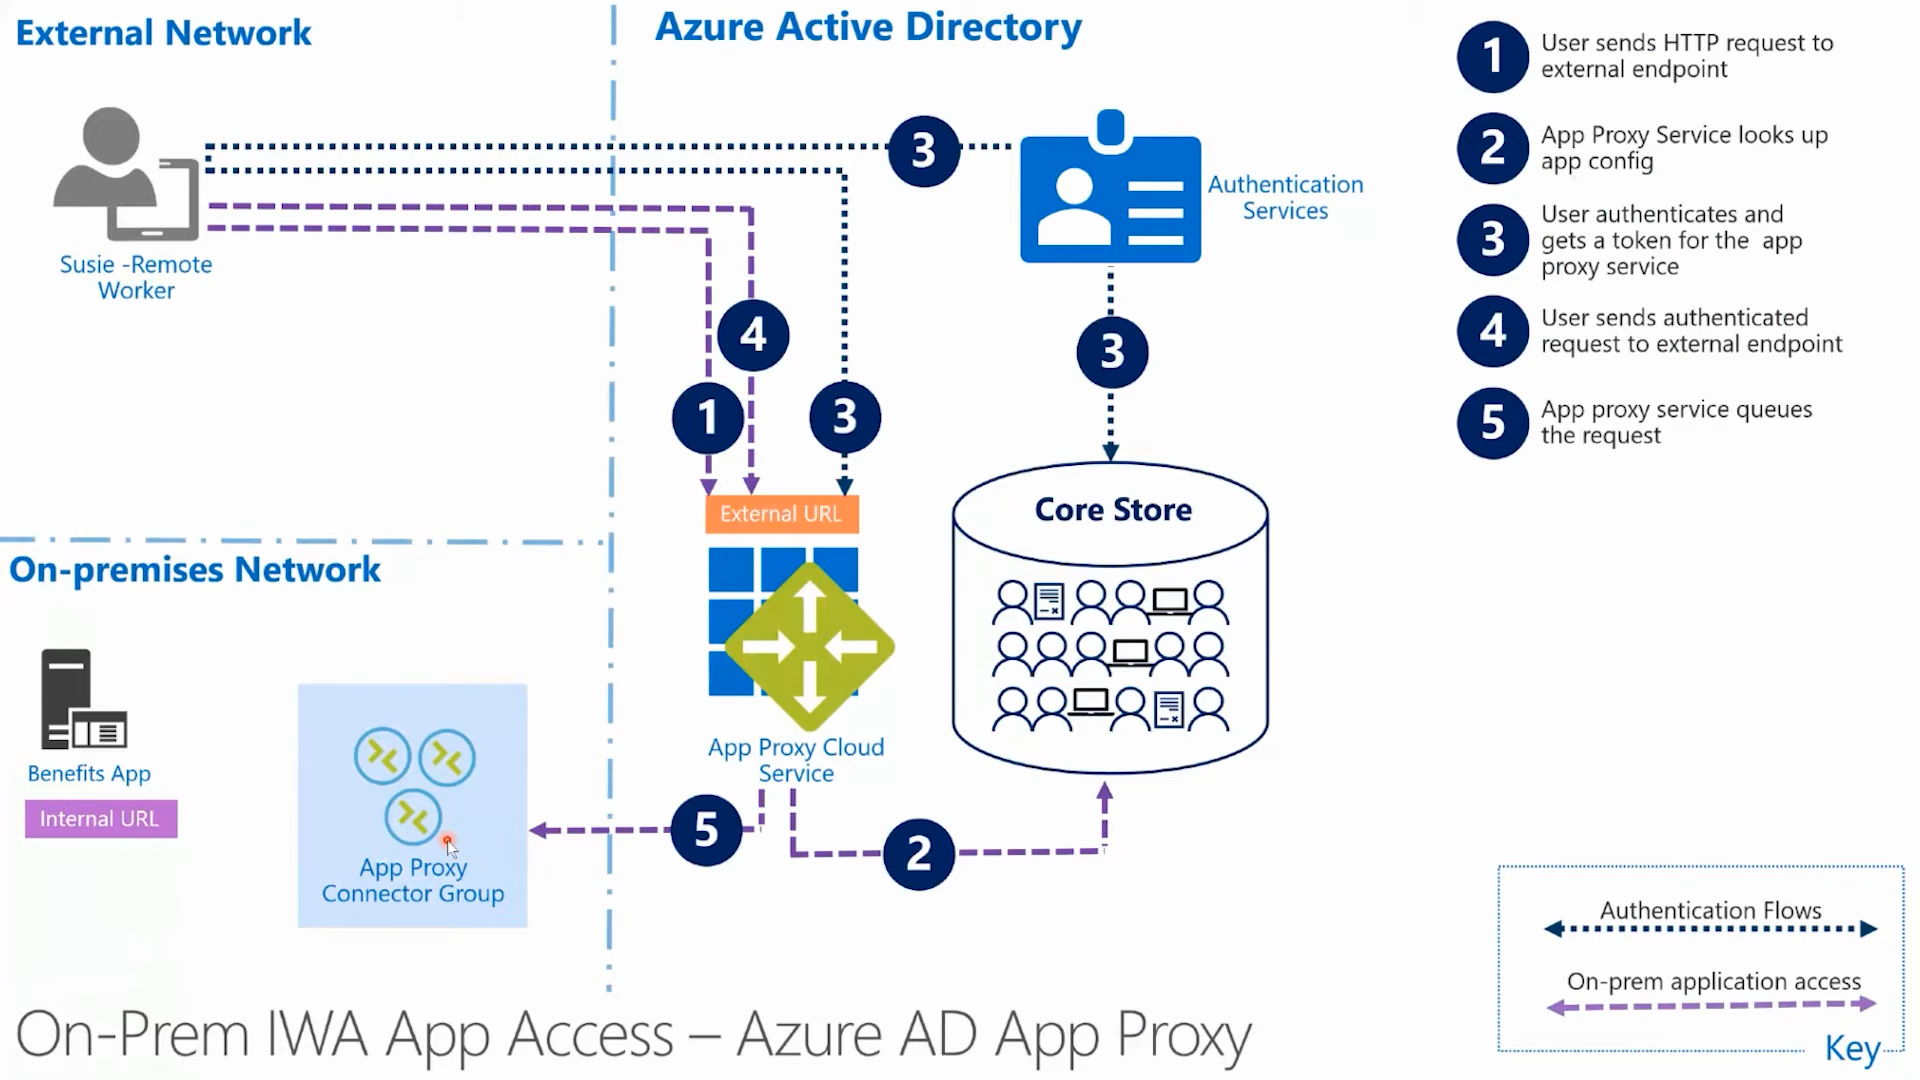 External Network
Azure Active Directory
1
User sends HTTP request to
external endpoint
2
App Proxy Service looks up
app config
3
User authenticates and
gets a token for the app
proxy service
4
User sends authenticated
request to external endpoint
5
App proxy service queues
the request
3
Authentication
Services
Susie -Remote
Worker
4
3
1
3
External URL
Core Store
On-premises Network
App Proxy Cloud
Service
Benefits App
Internal URL
App Proxy
Connector Group
5
2
Authentication Flows
On-prem application access
Key
On-Prem IWA App Access – Azure AD App Proxy